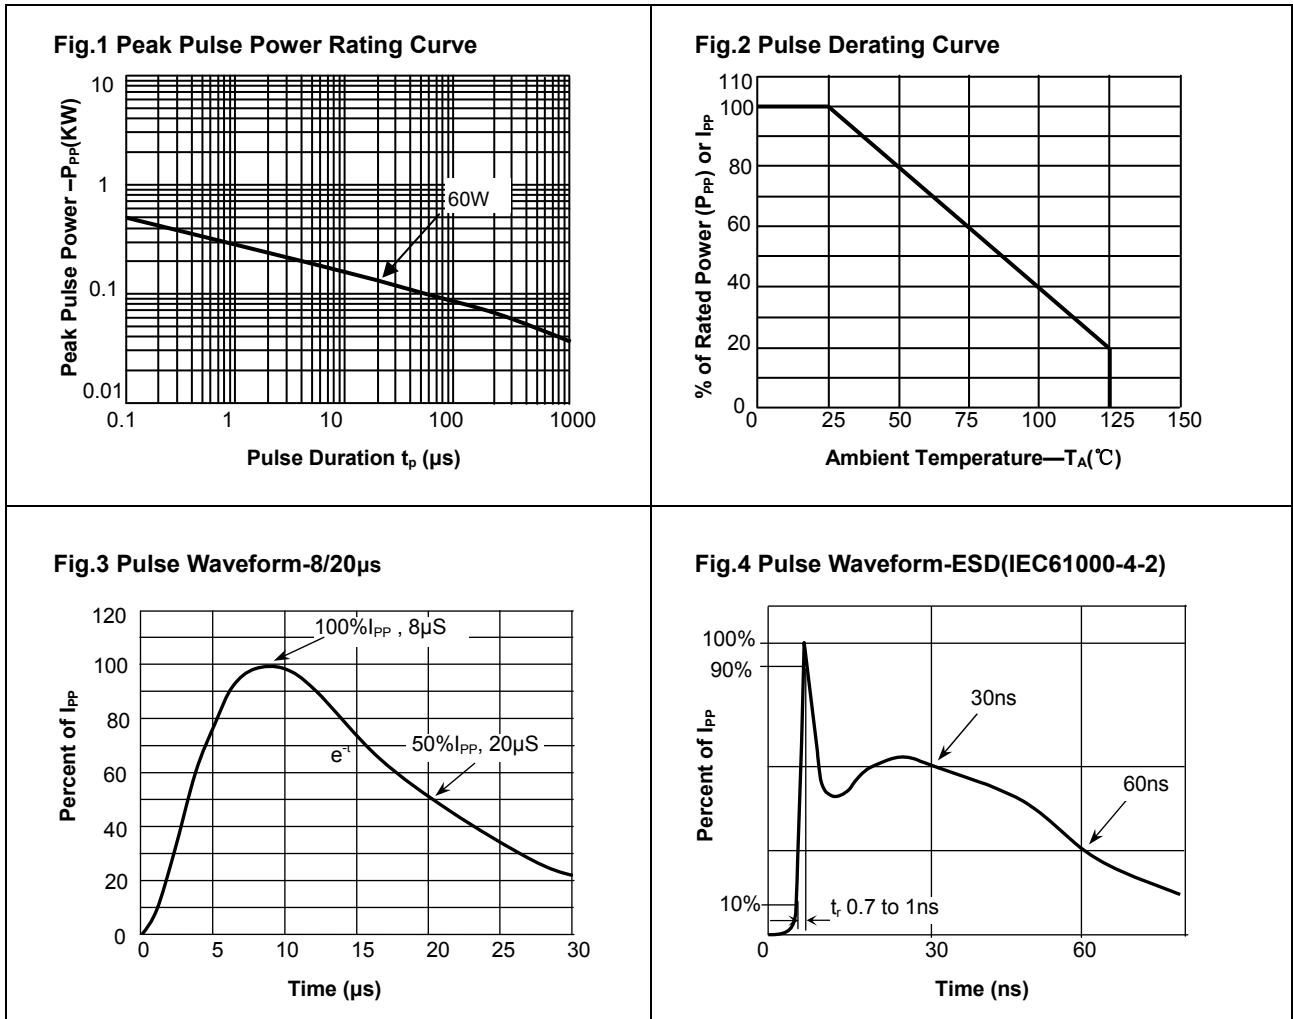 Fig.1 Peak Pulse Power Rating Curve
Peak Pulse Power –PPP(KW)
10
1
0.1
0.01
60W
0.1 1 10 100 1000
Pulse Duration tp (µs)
Fig.2 Pulse Derating Curve
% of Rated Power (PPP) or IPP
110
100
80
60
40
20
0
0 25 50 75 100 125 150
Ambient Temperature—TA(℃)
Fig.3 Pulse Waveform-8/20µs
Percent of IPP
120
100
80
60
40
20
0
100%IPP , 8µS
e-t
50%IPP, 20µS
0 5 10 15 20 25 30
Time (µs)
Fig.4 Pulse Waveform-ESD(IEC61000-4-2)
Percent of IPP
100%
90%
10%
30ns
60ns
tr 0.7 to 1ns
0 30 60
Time (ns)